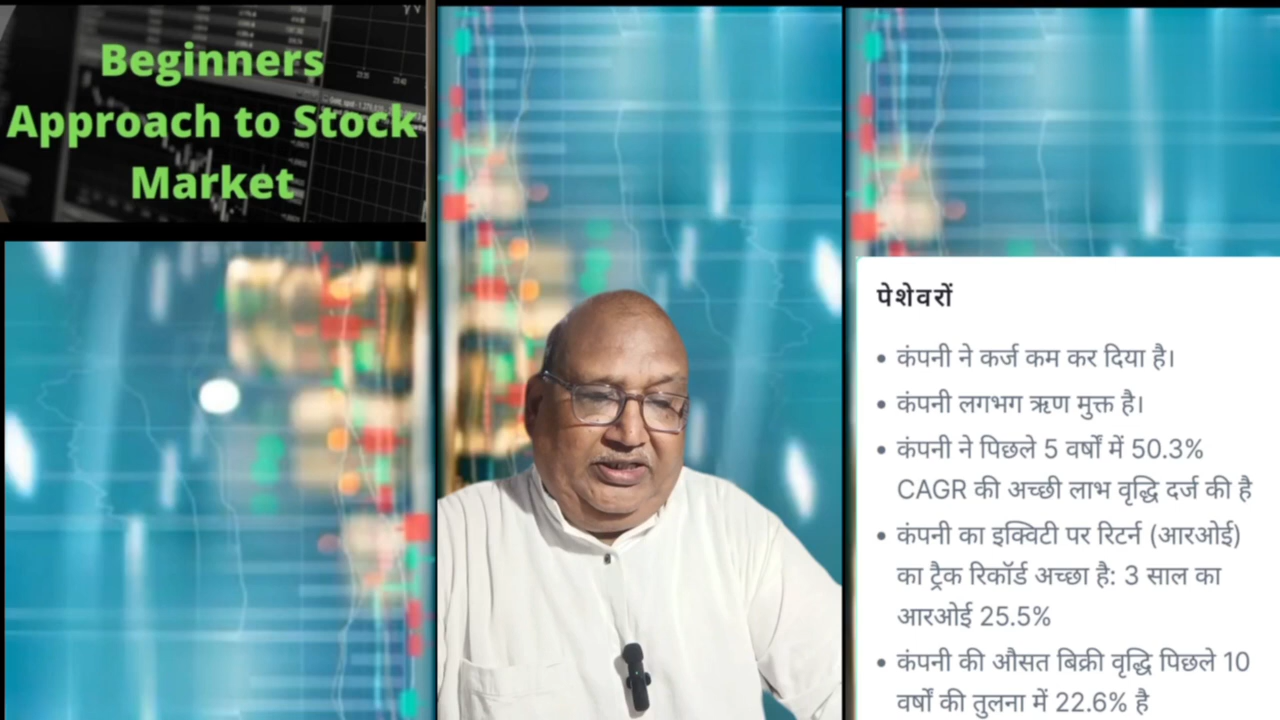 Beginners
Approach to Stock
Market
पेशेवरों
• कंपनी ने कर्ज कम कर दिया है।
• कंपनी लगभग ऋण मुक्त है।
• कंपनी ने पिछले 5 वर्षों में 50.3%
CAGR की अच्छी लाभ वृद्धि दर्ज की है
• कंपनी का इक्विटी पर रिटर्न (आरओई)
का ट्रैक रिकॉर्ड अच्छा है: 3 साल का
आरओई 25.5%
• कंपनी की औसत बिक्री वृद्धि पिछले 10
वर्षों की तुलना में 22.6% है